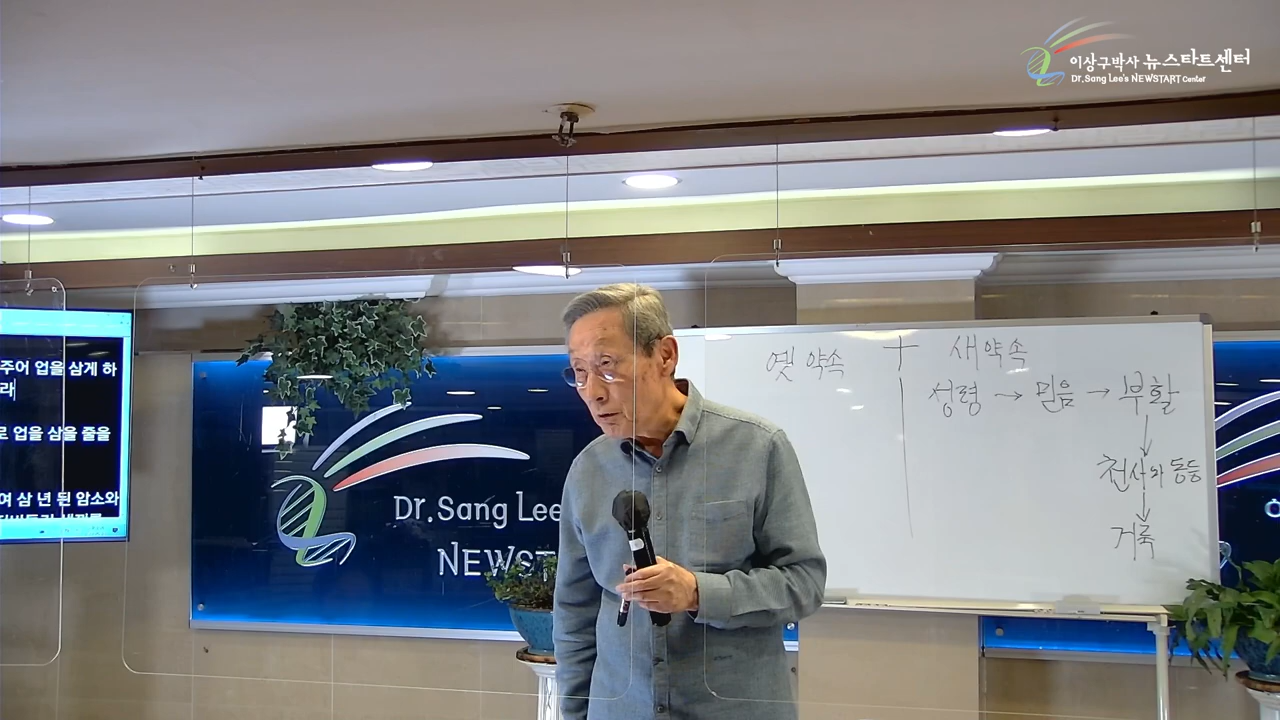 이상구박사 뉴스타트센터
Dr. Sang Lee's NEWSTART Center
주어 업을 삼게 하
래
로 업을 삼을 줄을
여 삼 년 된 암소와
Dr. Sang Lee
NEWST
옛 약속 + 새약속
성령 → 믿음 → 부활
천사와 동등
거룩